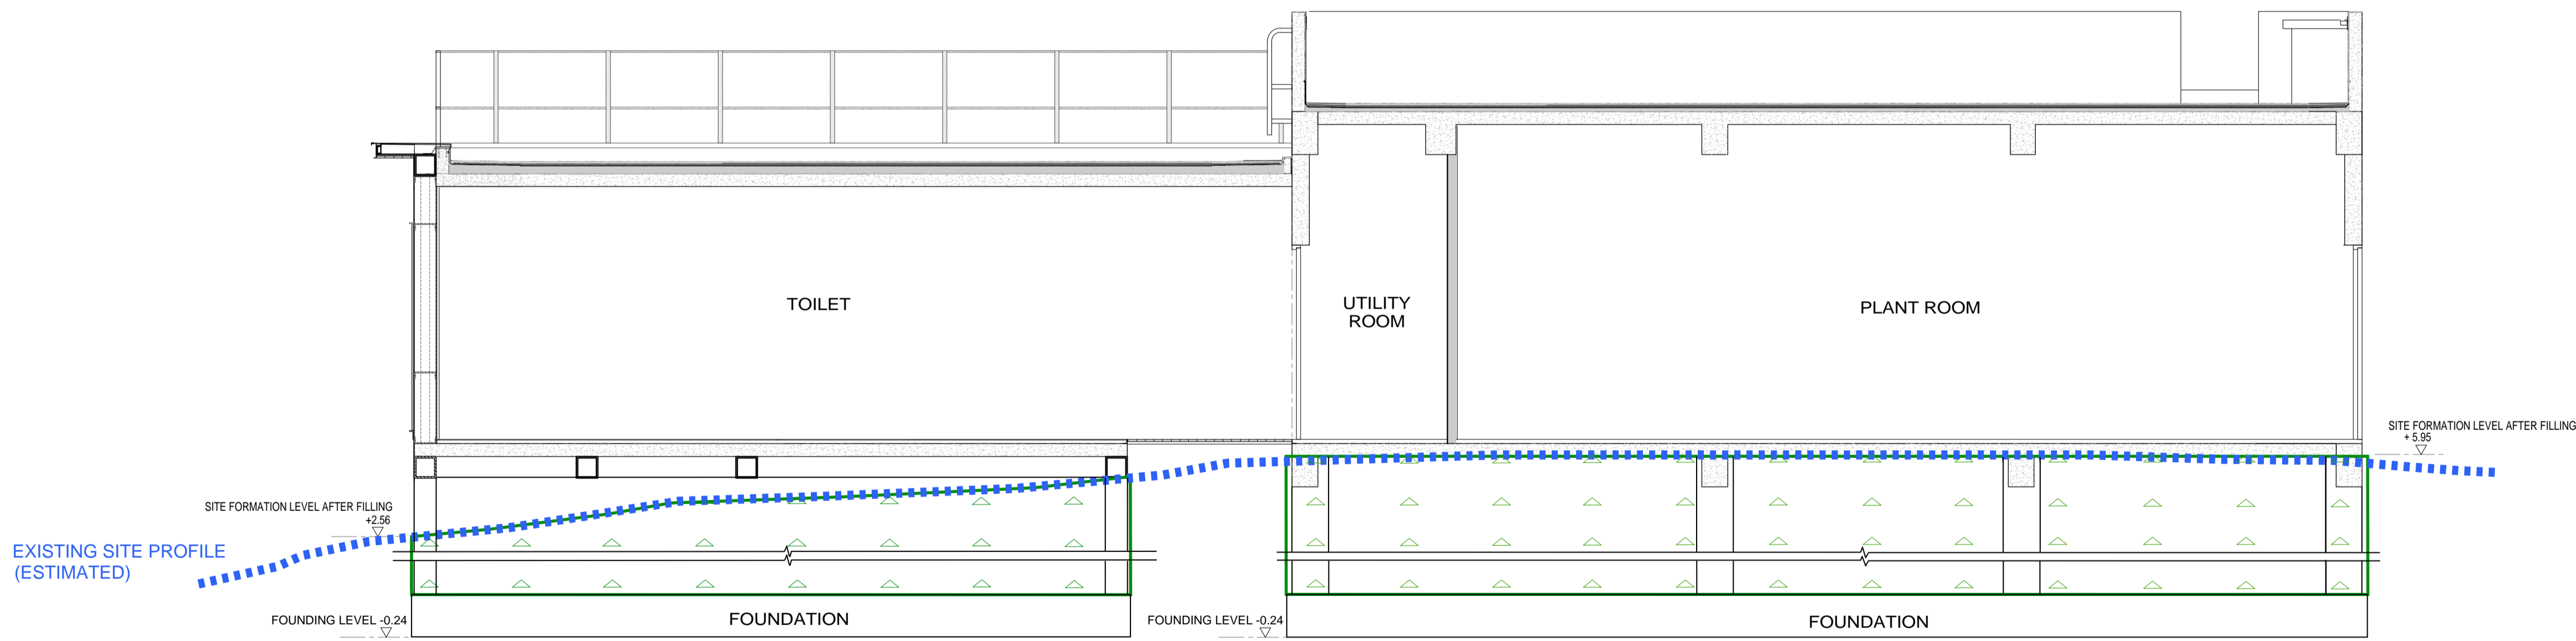 TOILET
UTILITY
ROOM
PLANT ROOM
SITE FORMATION LEVEL AFTER FILLING
+ 5.95
SITE FORMATION LEVEL AFTER FILLING
+2.56
EXISTING SITE PROFILE
(ESTIMATED)
FOUNDING LEVEL -0.24
FOUNDATION
FOUNDING LEVEL -0.24
FOUNDATION